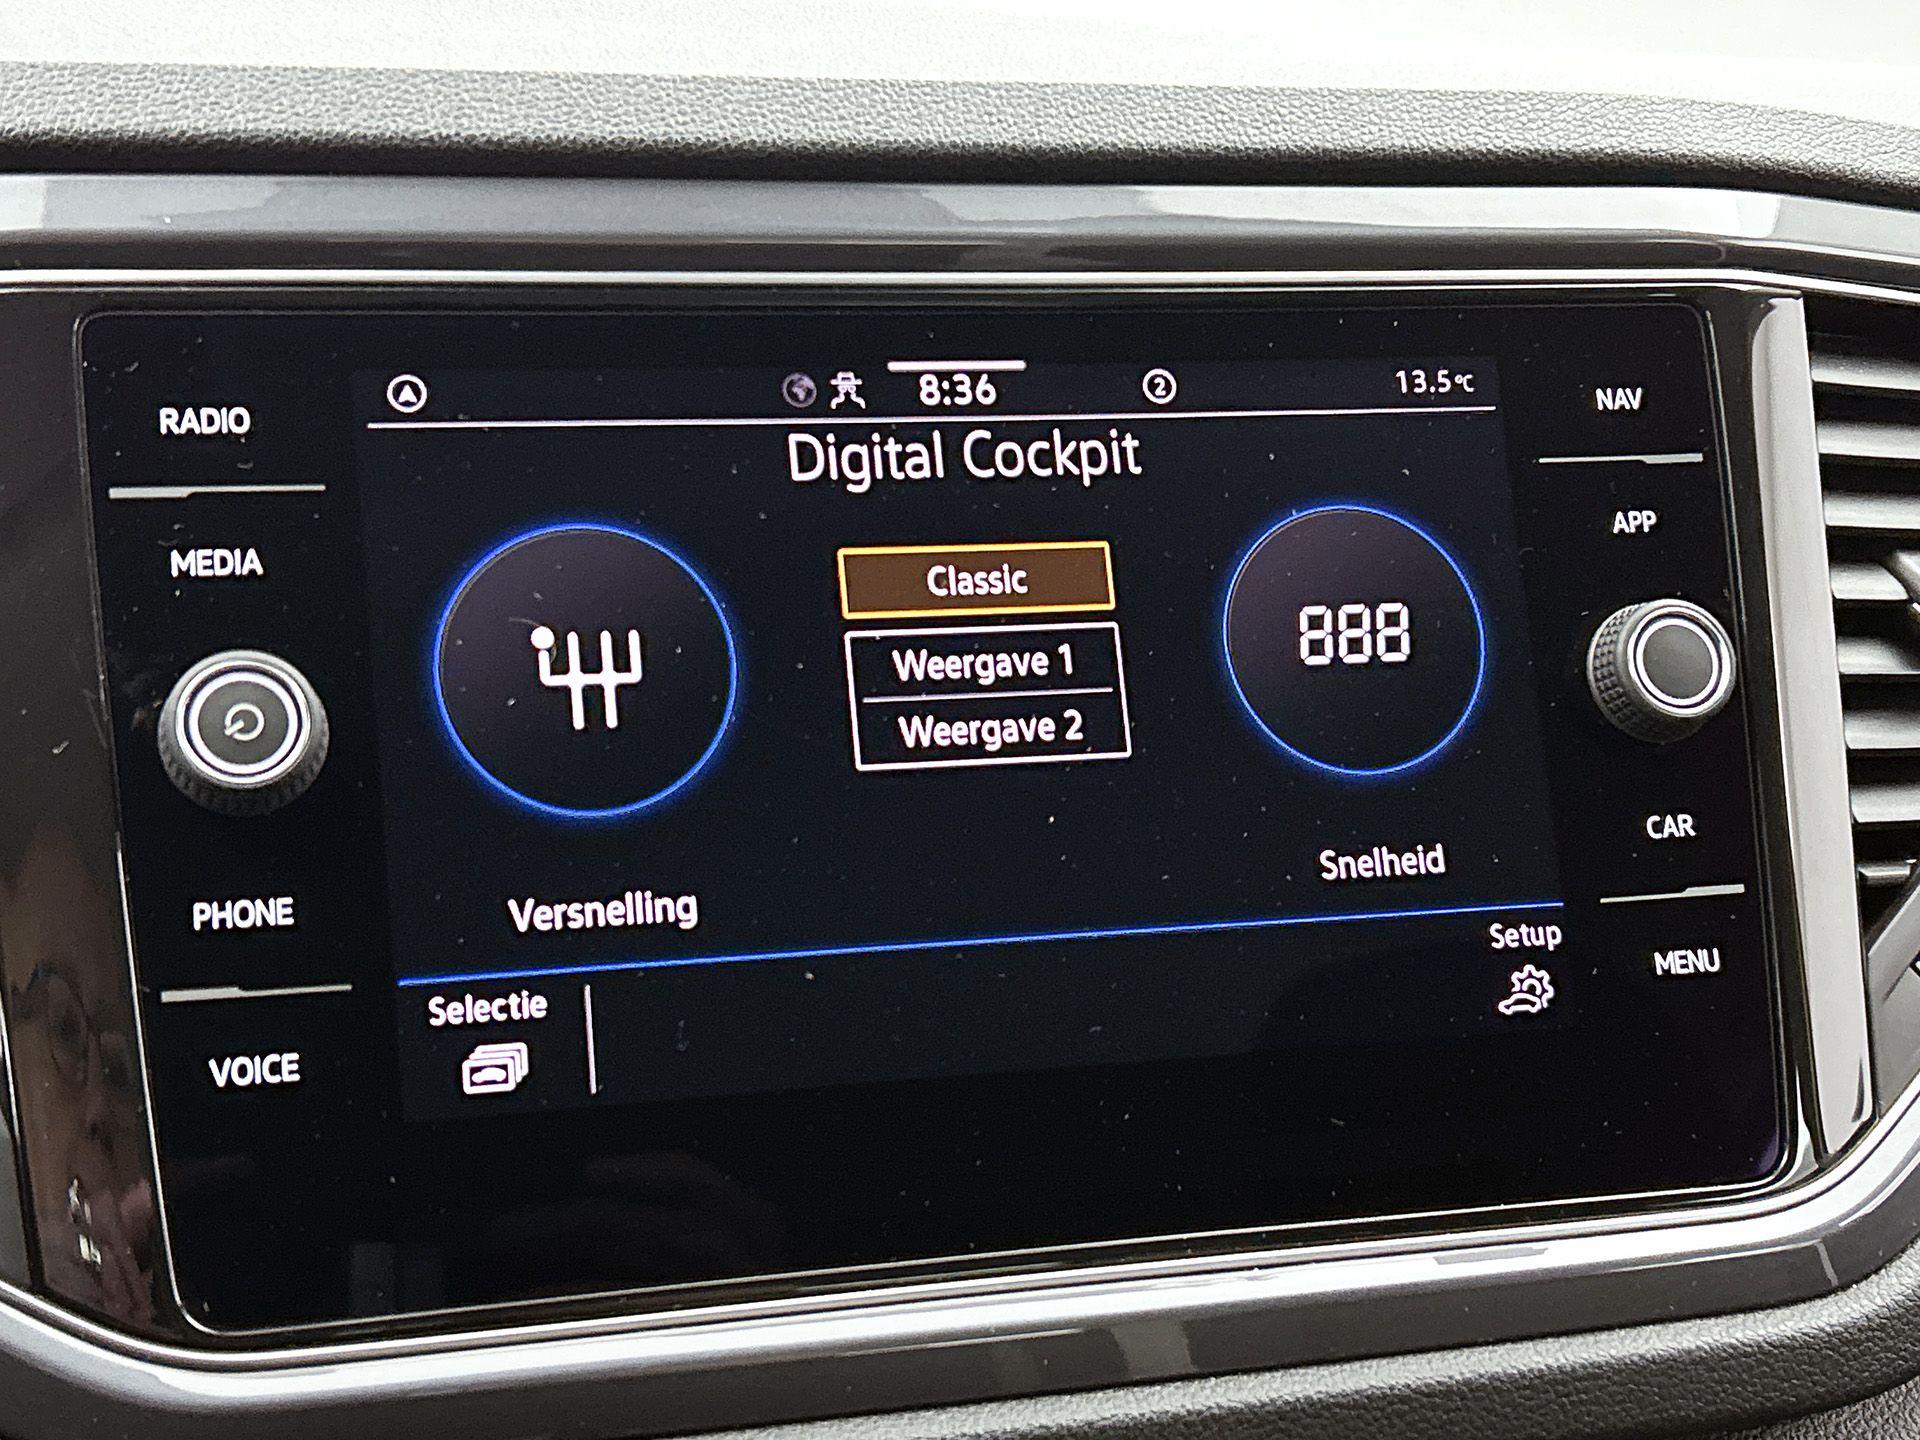 RADIO
MEDIA
PHONE
VOICE
8:36
2
13.5°C
Digital Cockpit
Classic
Weergave 1
Weergave 2
888
Versnelling
Snelheid
Selectie
Setup
NAV
APP
CAR
MENU